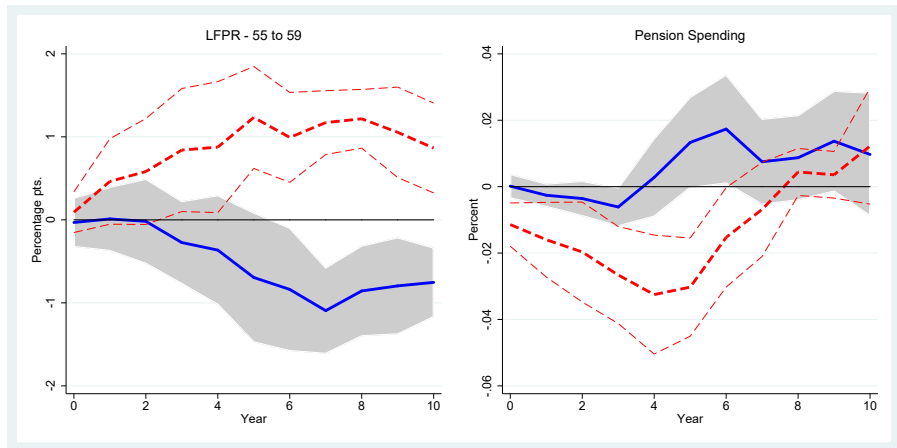 LFPR - 55 to 59
Percentage pts.
2
1
0
-1
-2
0 2 4 6 8 10
Year
Pension Spending
Percent
.04
.02
0
-.02
-.04
-.06
0 2 4 6 8 10
Year